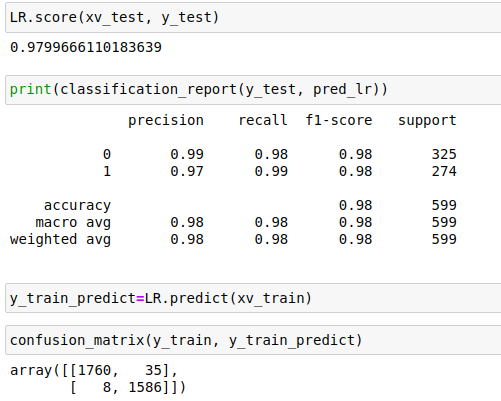 LR.score(xv_test, y_test)
0.9799666110183639
print(classification_report(y_test, pred_lr))
precision recall f1-score support
0 0.99 0.98 0.98 325
1 0.97 0.99 0.98 274
accuracy 0.98 599
macro avg 0.98 0.98 0.98 599
weighted avg 0.98 0.98 0.98 599
y_train_predict=LR.predict(xv_train)
confusion_matrix(y_train, y_train_predict)
array([[1760, 35],
[ 8, 1586]])